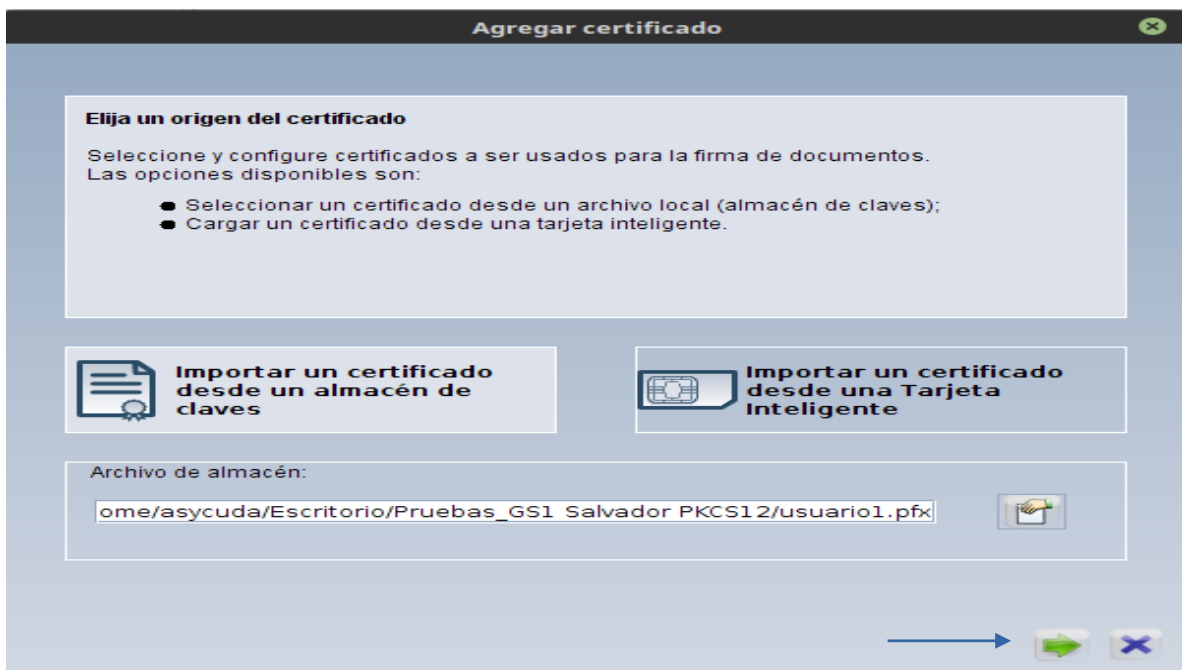 Agregar certificado
Elija un origen del certificado
Seleccione y configure certificados a ser usados para la firma de documentos.
Las opciones disponibles son:
Seleccionar un certificado desde un archivo local (almacén de claves);
Cargar un certificado desde una tarjeta inteligente.
Importar un certificado
desde un almacén de
claves
Importar un certificado
desde una Tarjeta
Inteligente
Archivo de almacén:
ome/asycuda/Escritorio/Pruebas_GS1 Salvador PKCS12/usuario1.pfx